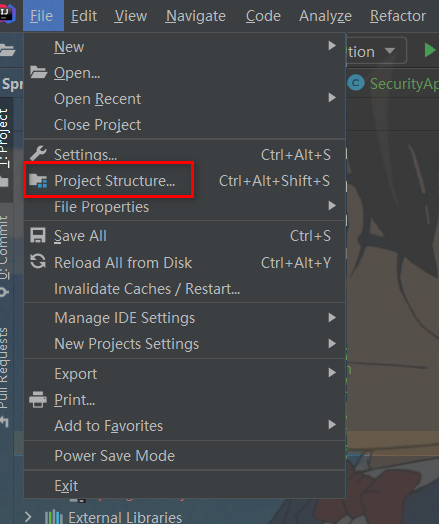 File Edit View Navigate Code Analyze Refactor
New
Open...
Open Recent
Close Project
Settings... Ctrl+Alt+S
Project Structure... Ctrl+Alt+Shift+S
File Properties
Save All Ctrl+S
Reload All from Disk Ctrl+Alt+Y
Invalidate Caches / Restart...
Manage IDE Settings
New Projects Settings
Export
Print...
Add to Favorites
Power Save Mode
Exit
External Libraries
tion
SecurityAp
Spr
1: Project
0: Commit
Pull Requests